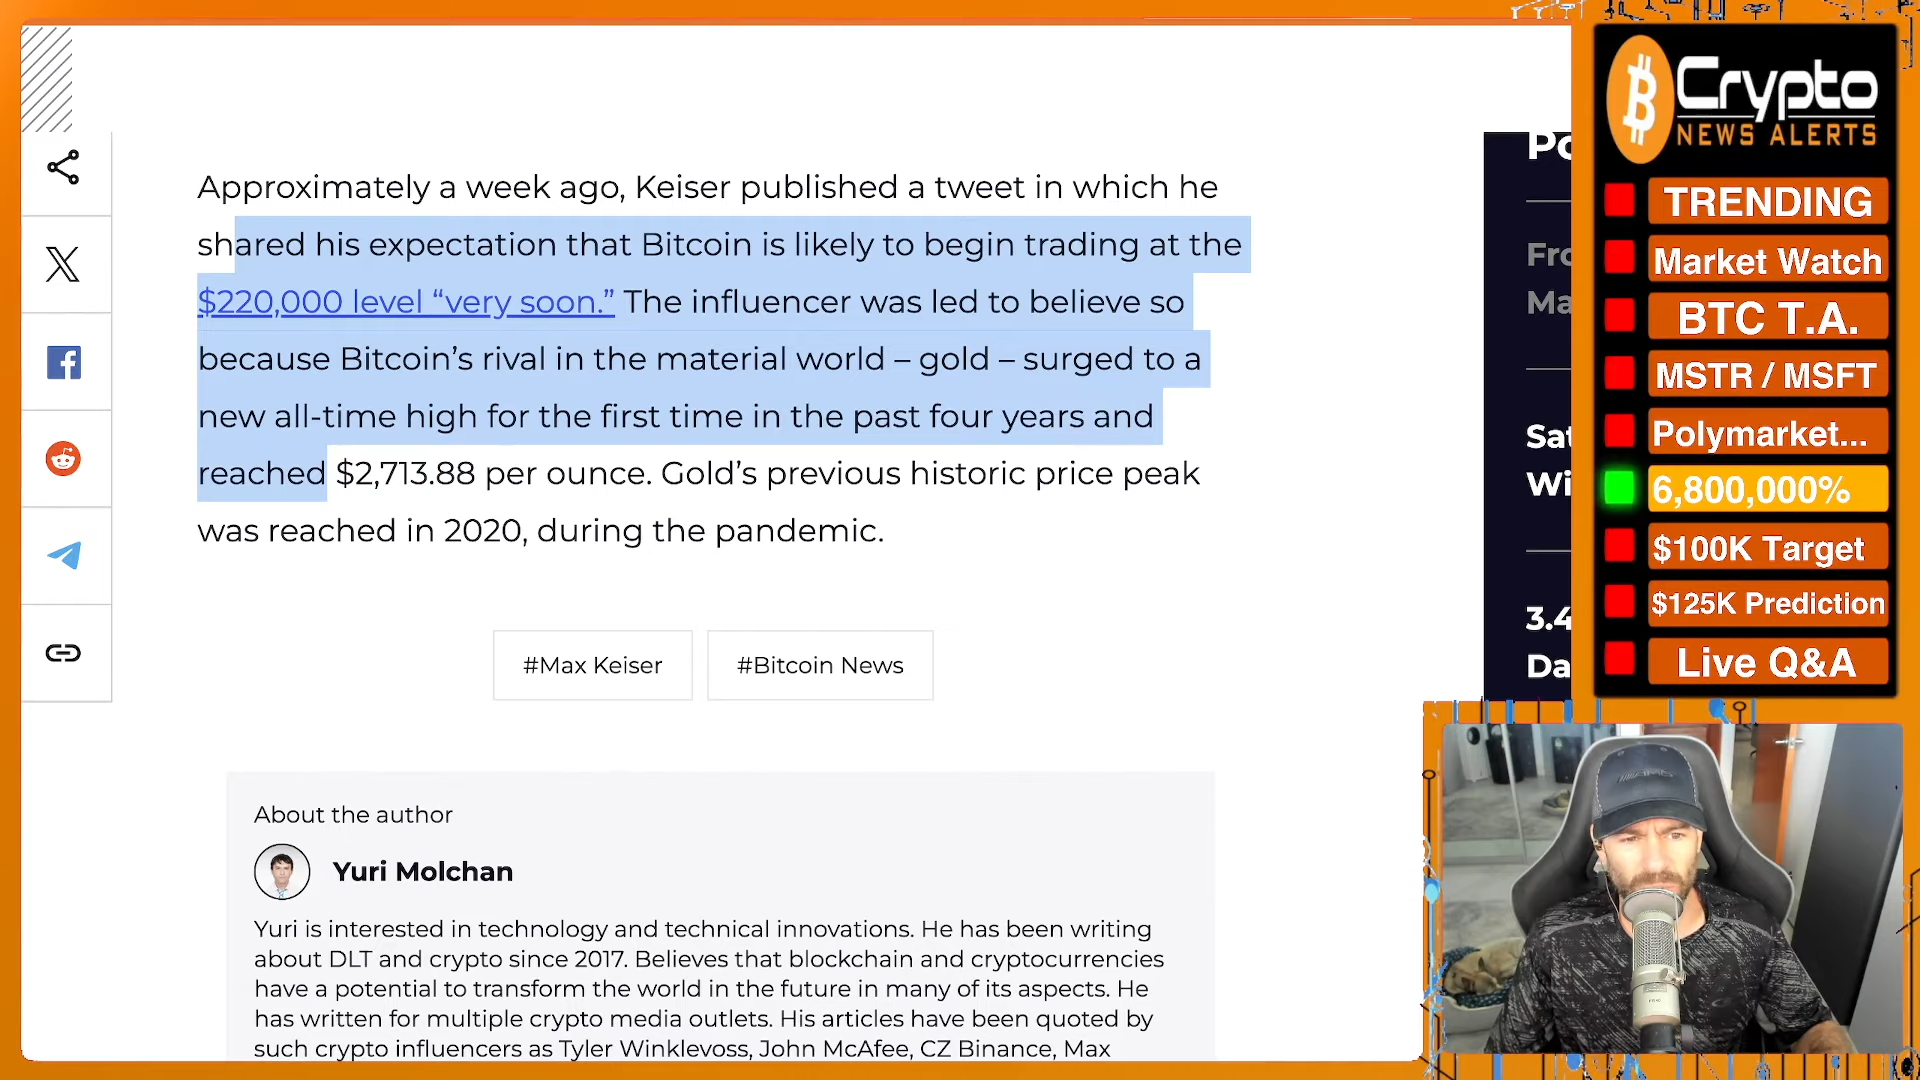 Approximately a week ago, Keiser published a tweet in which he
shared his expectation that Bitcoin is likely to begin trading at the
$220,000 level “very soon.” The influencer was led to believe so
because Bitcoin’s rival in the material world – gold – surged to a
new all-time high for the first time in the past four years and
reached $2,713.88 per ounce. Gold’s previous historic price peak
was reached in 2020, during the pandemic.
#Max Keiser
#Bitcoin News
About the author
Yuri Molchan
Yuri is interested in technology and technical innovations. He has been writing
about DLT and crypto since 2017. Believes that blockchain and cryptocurrencies
have a potential to transform the world in the future in many of its aspects. He
has written for multiple crypto media outlets. His articles have been quoted by
such crypto influencers as Tyler Winklevoss, John McAfee, CZ Binance, Max
Po
Fro
Ma
Sat
Wi
3.4
Da
Crypto
NEWS ALERTS
TRENDING
Market Watch
BTC T.A.
MSTR / MSFT
Polymarket...
6,800,000%
$100K Target
$125K Prediction
Live Q&A